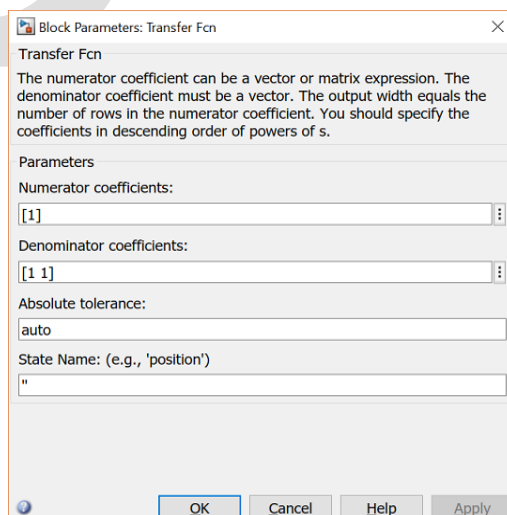 Block Parameters: Transfer Fcn
Transfer Fcn
The numerator coefficient can be a vector or matrix expression. The
denominator coefficient must be a vector. The output width equals the
number of rows in the numerator coefficient. You should specify the
coefficients in descending order of powers of s.
Parameters
Numerator coefficients:
[1]
Denominator coefficients:
[1 1]
Absolute tolerance:
auto
State Name: (e.g., 'position')
''
OK Cancel Help Apply